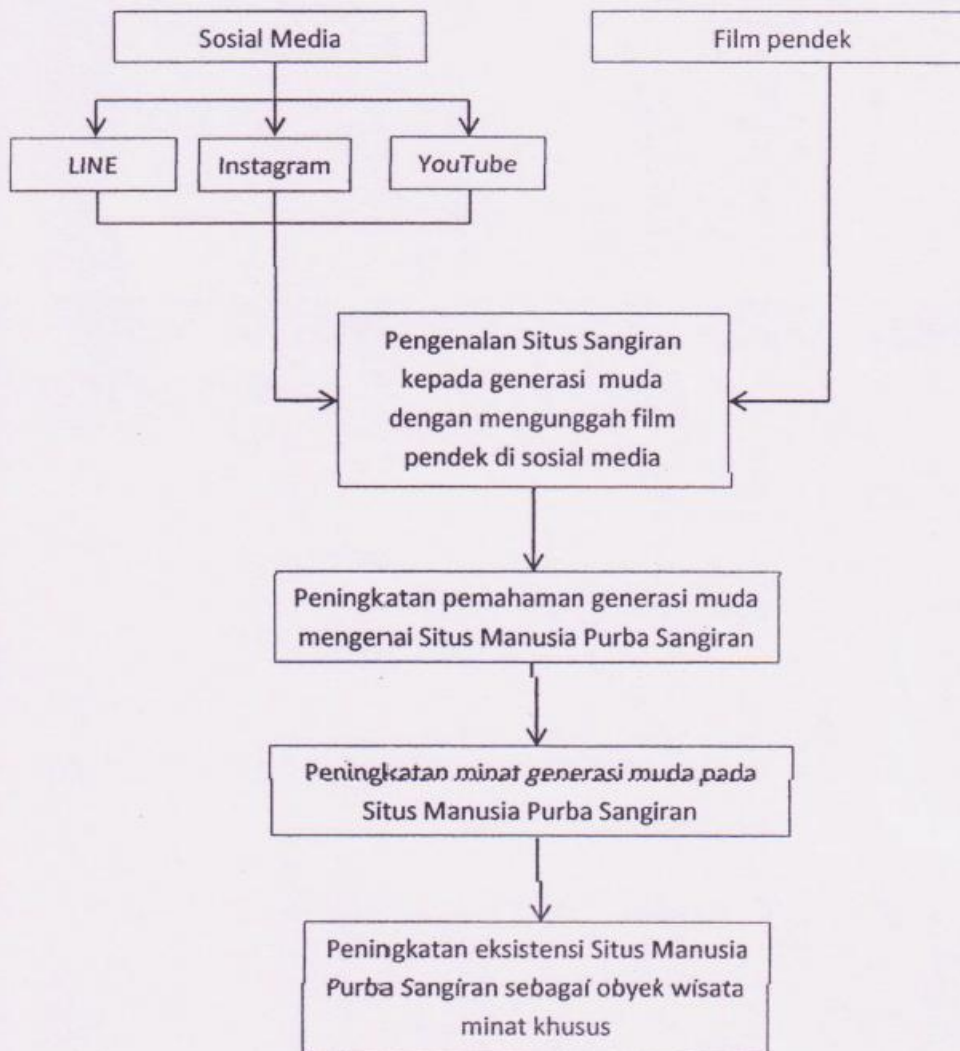 Sosial Media
Film pendek
LINE
Instagram
YouTube
Pengenalan Situs Sangiran
kepada generasi muda
dengan mengunggah film
pendek di sosial media
Peningkatan pemahaman generasi muda
mengenai Situs Manusia Purba Sangiran
Peningkatan minat generasi muda pada
Situs Manusia Purba Sangiran
Peningkatan eksistensi Situs Manusia
Purba Sangiran sebagai obyek wisata
minat khusus